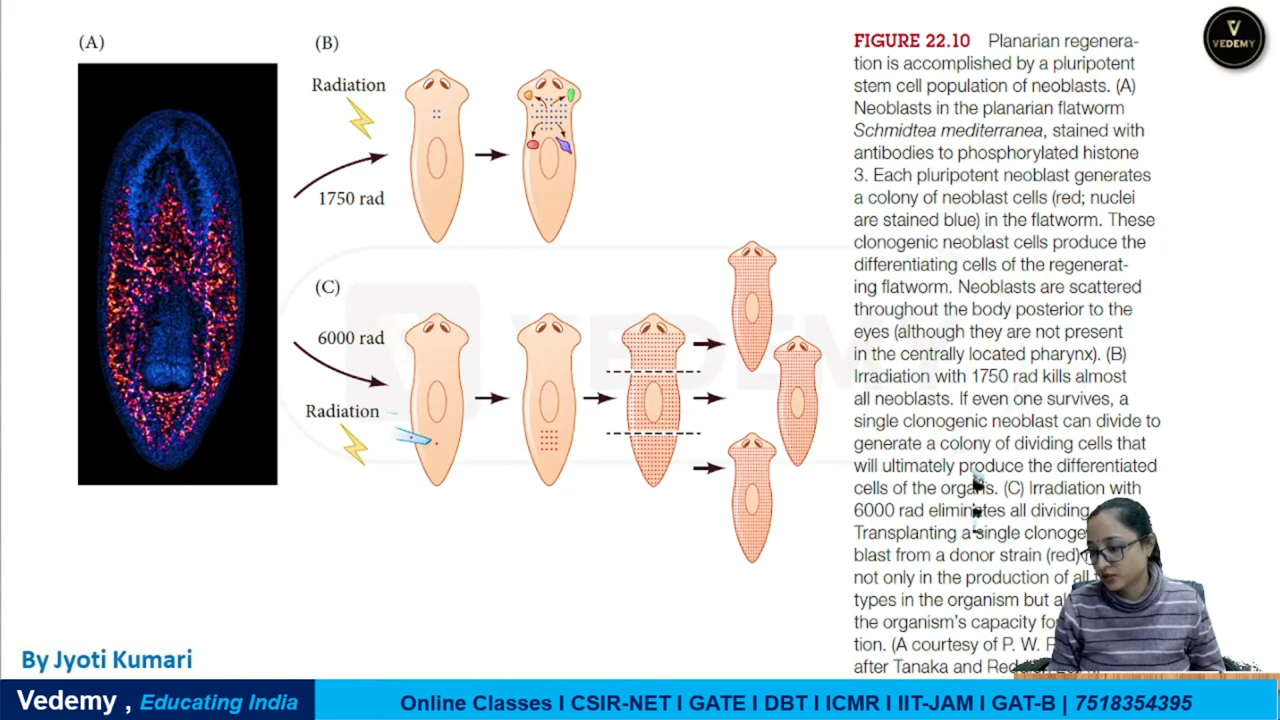 (A)
(B)
Radiation
1750 rad
(C)
6000 rad
Radiation
FIGURE 22.10 Planarian regenera-
tion is accomplished by a pluripotent
stem cell population of neoblasts. (A)
Neoblasts in the planarian flatworm
Schmidtea mediterranea, stained with
antibodies to phosphorylated histone
3. Each pluripotent neoblast generates
a colony of neoblast cells (red; nuclei
are stained blue) in the flatworm. These
clonogenic neoblast cells produce the
differentiating cells of the regenerat-
ing flatworm. Neoblasts are scattered
throughout the body posterior to the
eyes (although they are not present
in the centrally located pharynx). (B)
Irradiation with 1750 rad kills almost
all neoblasts. If even one survives, a
single clonogenic neoblast can divide to
generate a colony of dividing cells that
will ultimately produce the differentiated
cells of the organs. (C) Irradiation with
6000 rad eliminates all dividing
Transplanting a single
blast from a donor strain (red)
not only in the production of all
types in the organism but
the organism's capacity
tion. (A courtesy of P. W.
after Tanaka and
VEDEMY
VEDEMY
By Jyoti Kumari
Vedemy , Educating India
Online Classes I CSIR-NET I GATE I DBT I ICMR I IIT-JAM I GAT-B | 7518354395